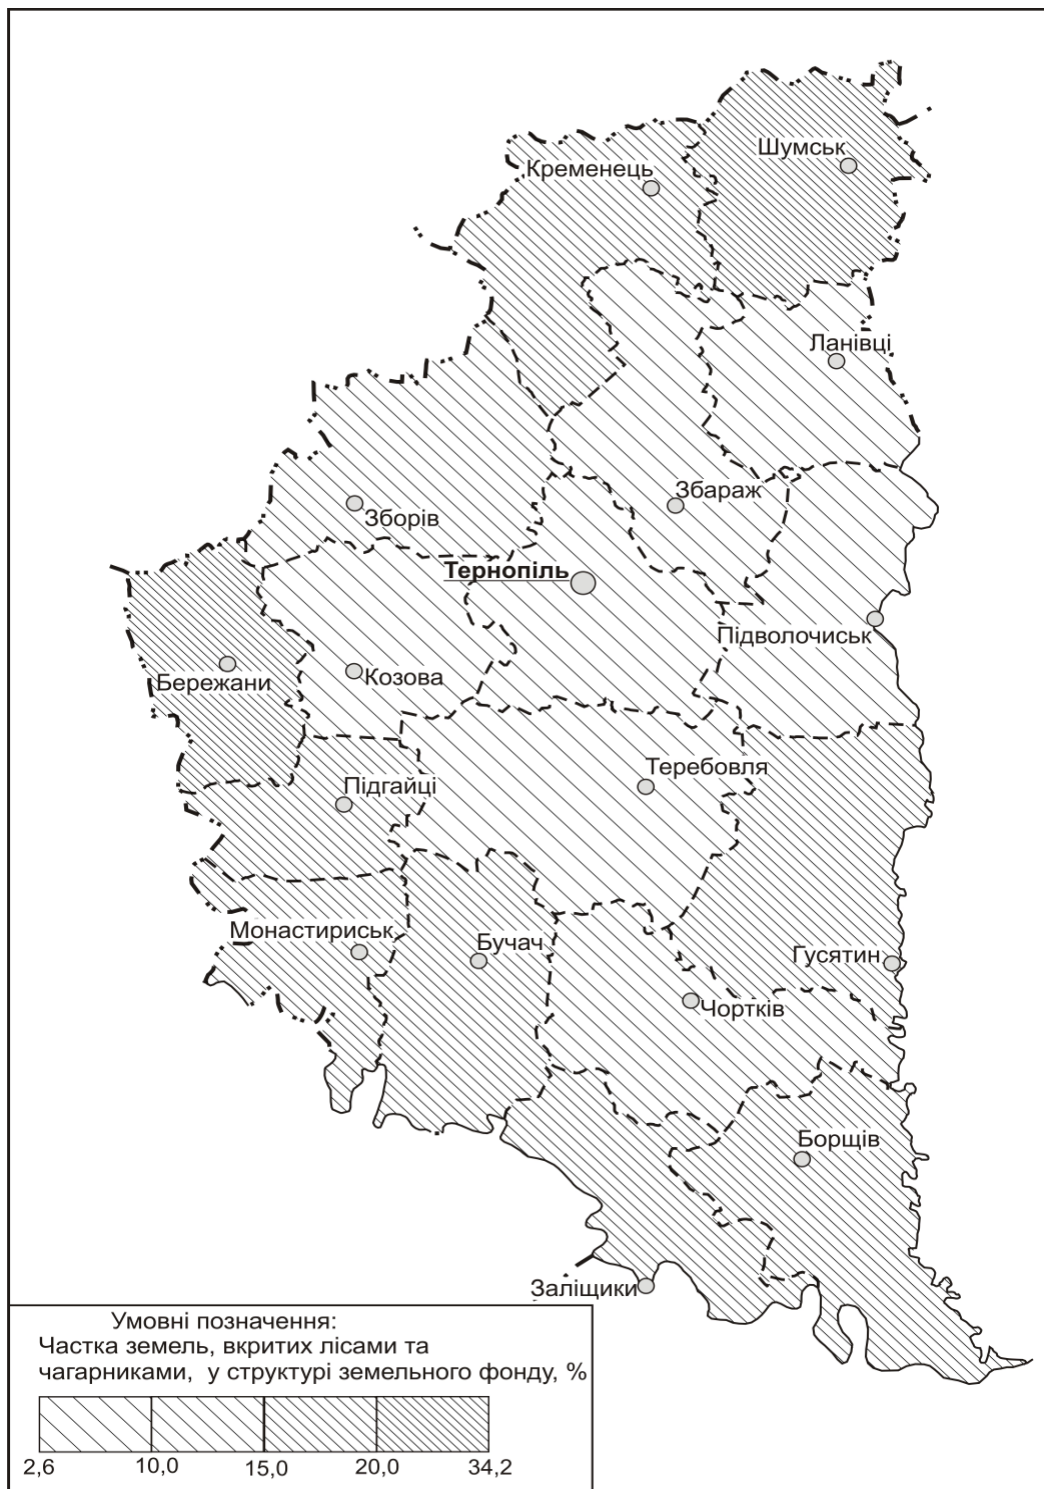 Шумськ
Кременець
Ланівці
Збараж
Зборів
Тернопіль
Підволочиськ
Козова
Бережани
Теребовля
Підгайці
Монастириськ
Бучач
Гусятин
Чортків
Борщів
Заліщики
Умовні позначення:
Частка земель, вкритих лісами та
чагарниками, у структурі земельного фонду, %
2,6 10,0 15,0 20,0 34,2